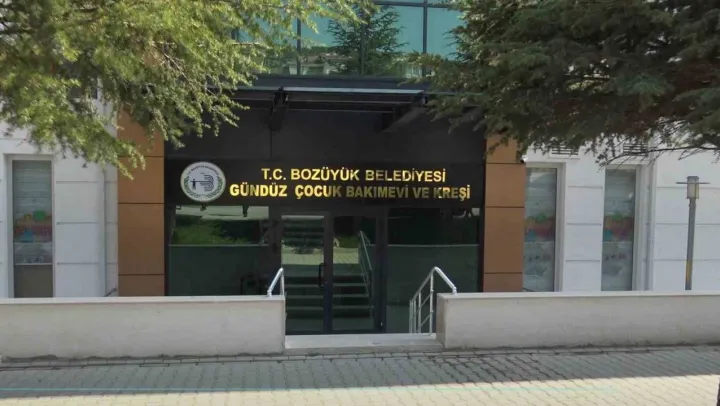 T.C. BOZÜYÜK BELEDİYESİ
GÜNDÜZ ÇOCUK BAKIMEVİ VE KREŞİ